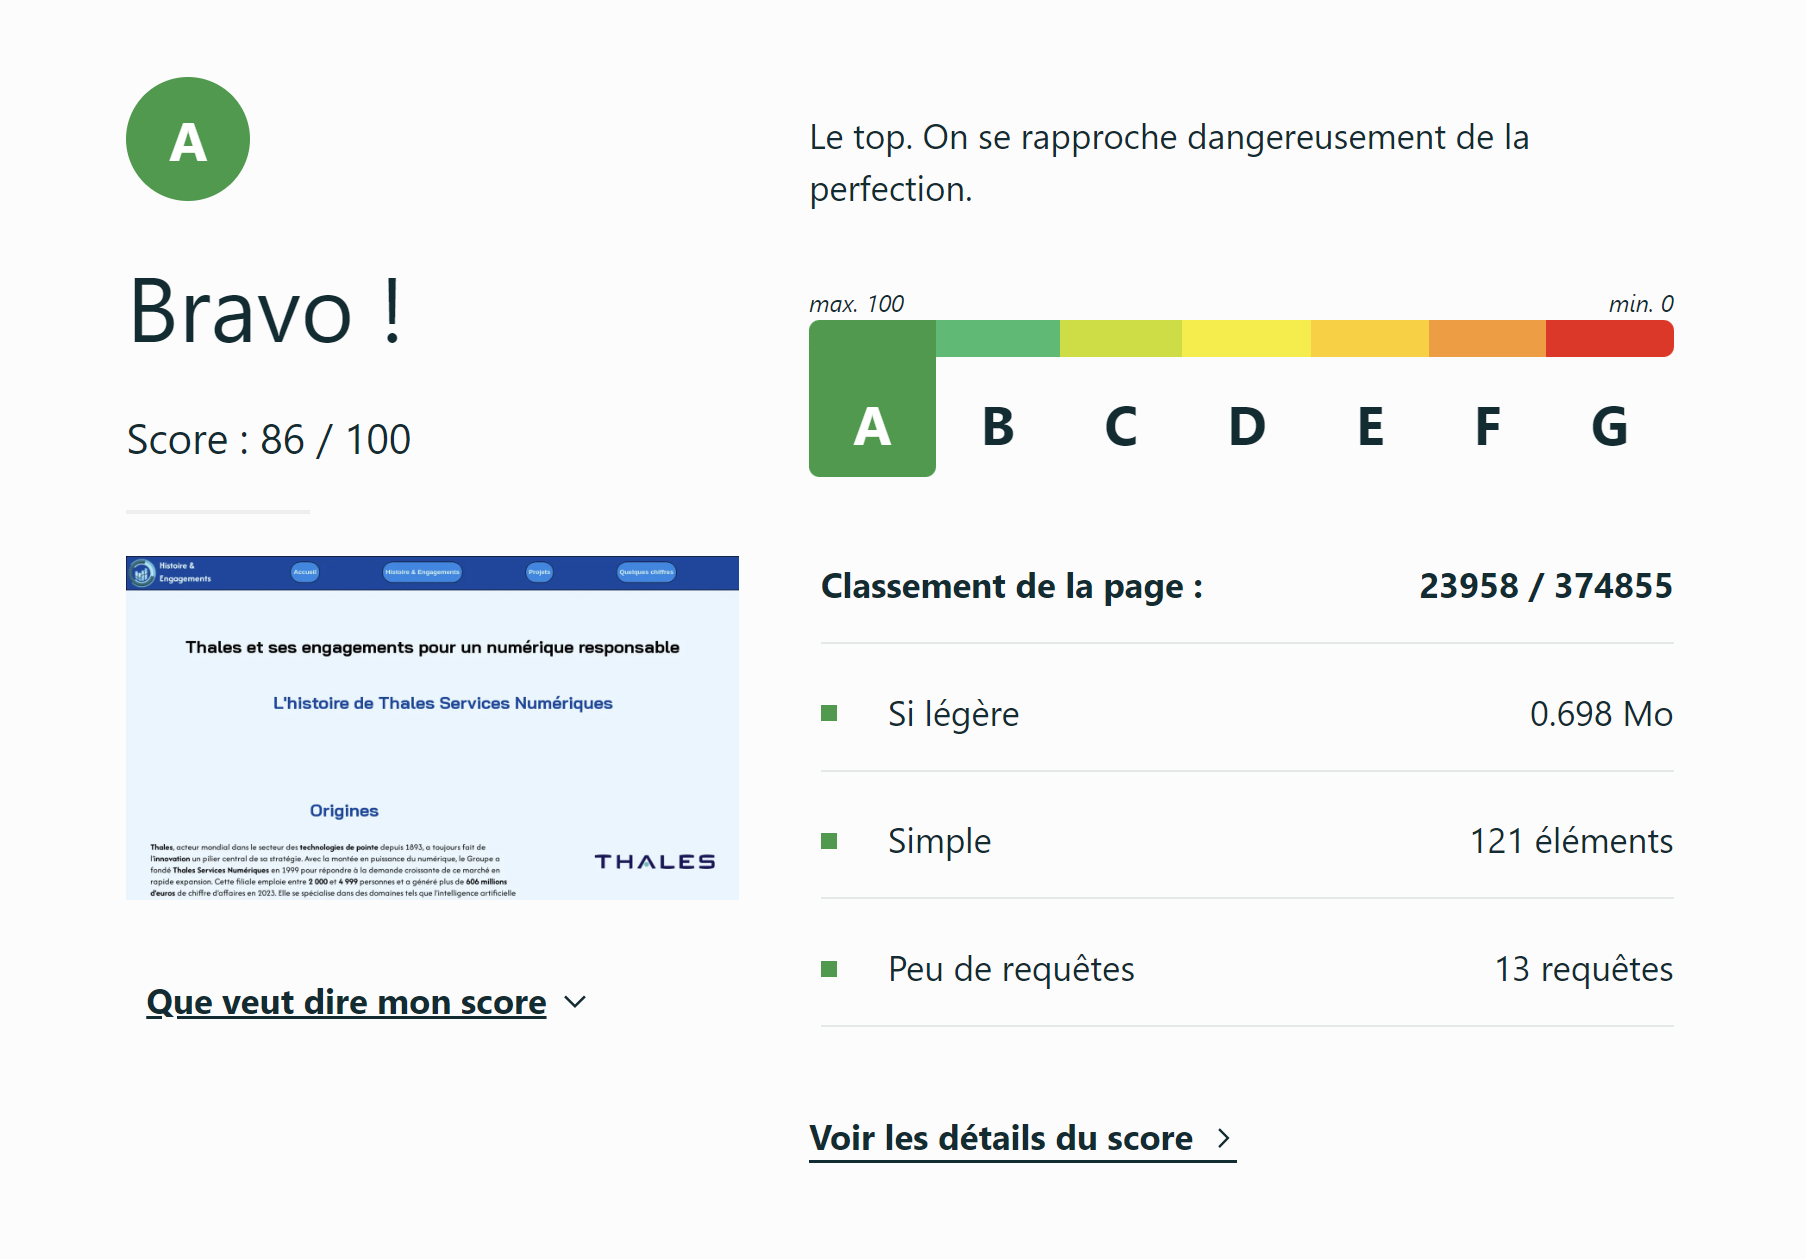 A
Bravo !
Score : 86 / 100
Histoire &
Engagements
Accueil
Histoire & Engagements
Projets
Quelques chiffres
Thales et ses engagements pour un numérique responsable
L'histoire de Thales Services Numériques
Origines
Thales, acteur mondial dans le secteur des technologies de pointe depuis 1893, a toujours fait de
l'innovation un pilier central de sa stratégie. Avec la montée en puissance du numérique, le Groupe a
fondé Thales Services Numériques en 1999 pour répondre à la demande croissante de ce marché en
rapide expansion. Cette filiale emploie entre 2 000 et 4 999 personnes et a généré plus de 606 millions
d'euros de chiffre d'affaires en 2023. Elle se spécialise dans des domaines tels que l'intelligence artificielle
THALES
Que veut dire mon score
Le top. On se rapproche dangereusement de la
perfection.
max. 100 min. 0
A B C D E F G
Classement de la page : 23958 / 374855
Si légère 0.698 Mo
Simple 121 éléments
Peu de requêtes 13 requêtes
Voir les détails du score